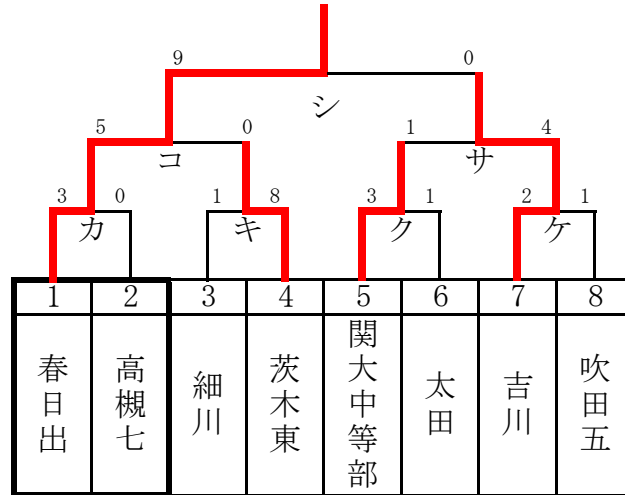 9 0
シ
5 0 1 4
コ サ
3 0 1 8 3 1 2 1
カ キ ク ケ
1 2 3 4 5 6 7 8
春日出
高槻七
細川
茨木東
関大中等部
太田
吉川
吹田五